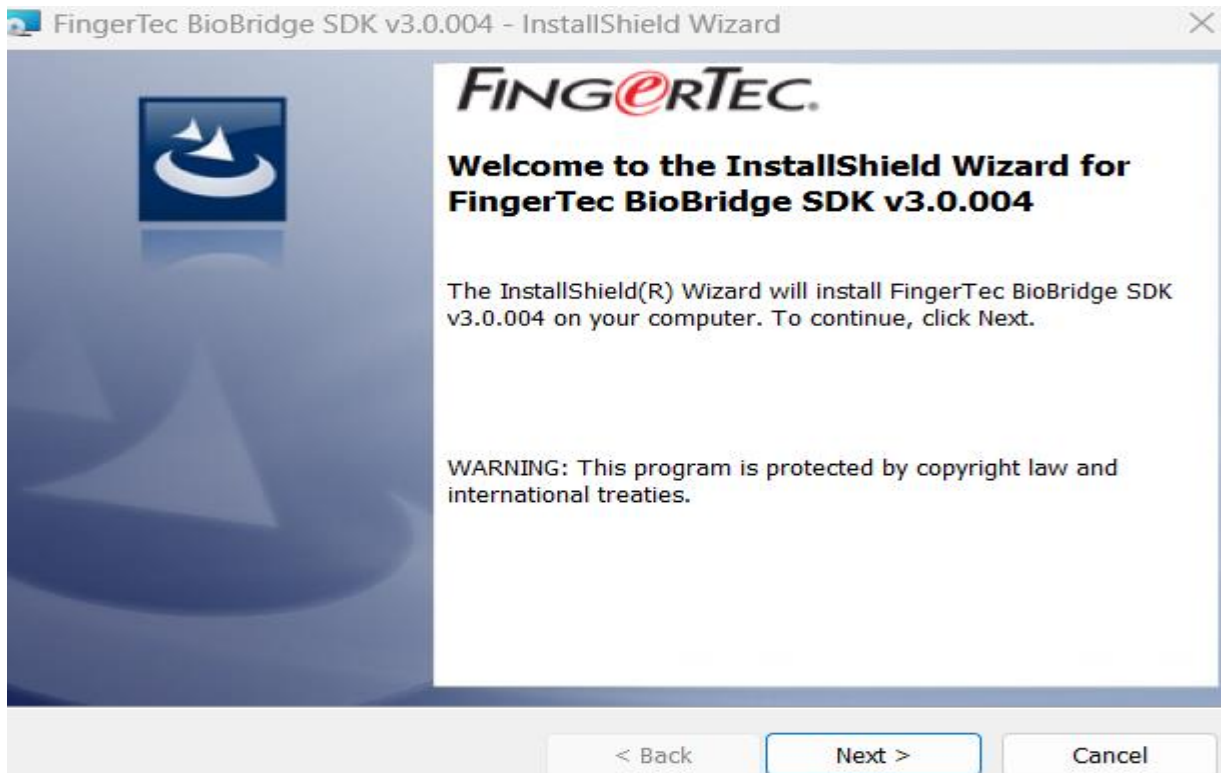 FingerTec BioBridge SDK v3.0.004 - InstallShield Wizard
FINGERTEC.
Welcome to the InstallShield Wizard for
FingerTec BioBridge SDK v3.0.004
The InstallShield(R) Wizard will install FingerTec BioBridge SDK
v3.0.004 on your computer. To continue, click Next.
WARNING: This program is protected by copyright law and
international treaties.
< Back
Next >
Cancel